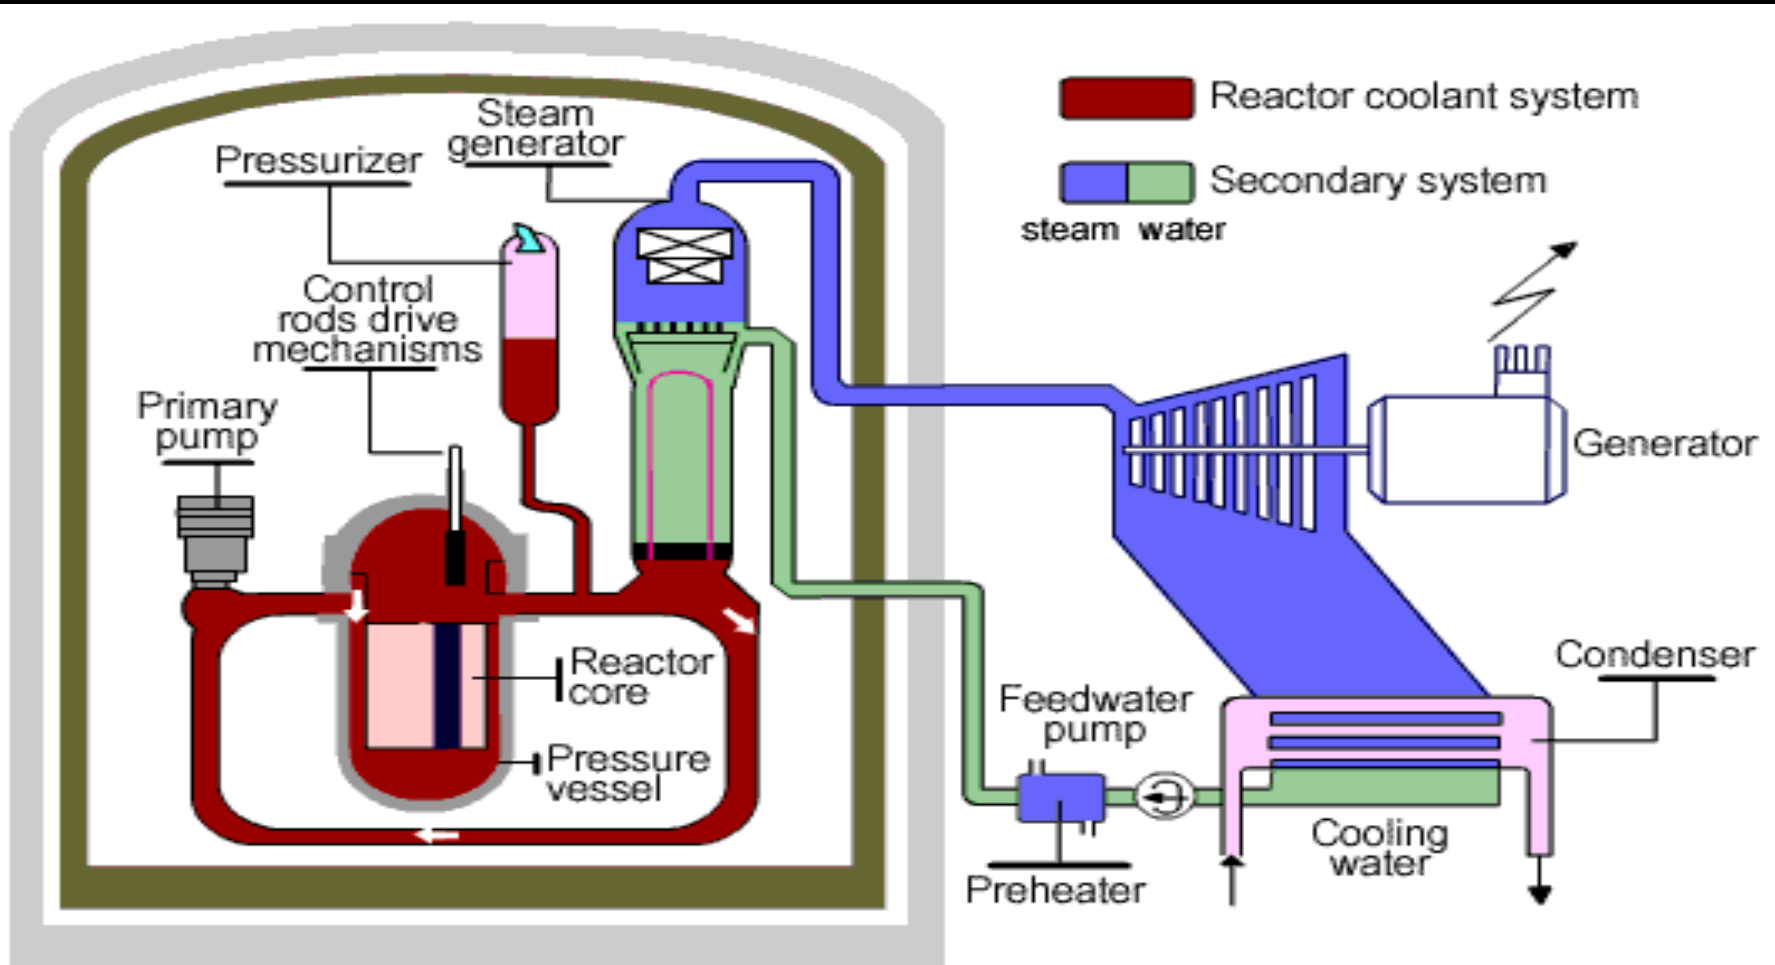 Steam
generator
Pressurizer
Control
rods drive
mechanisms
Primary
pump
Reactor
core
Pressure
vessel
Reactor coolant system
Secondary system
steam water
Generator
Condenser
Feedwater
pump
Cooling
water
Preheater